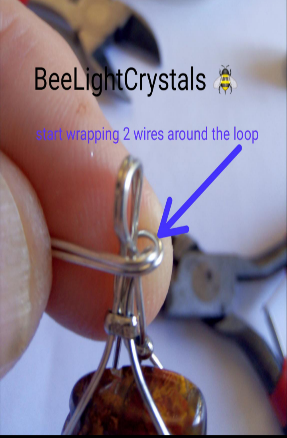 BeeLightCrystals 🐝
start wrapping 2 wires around the loop